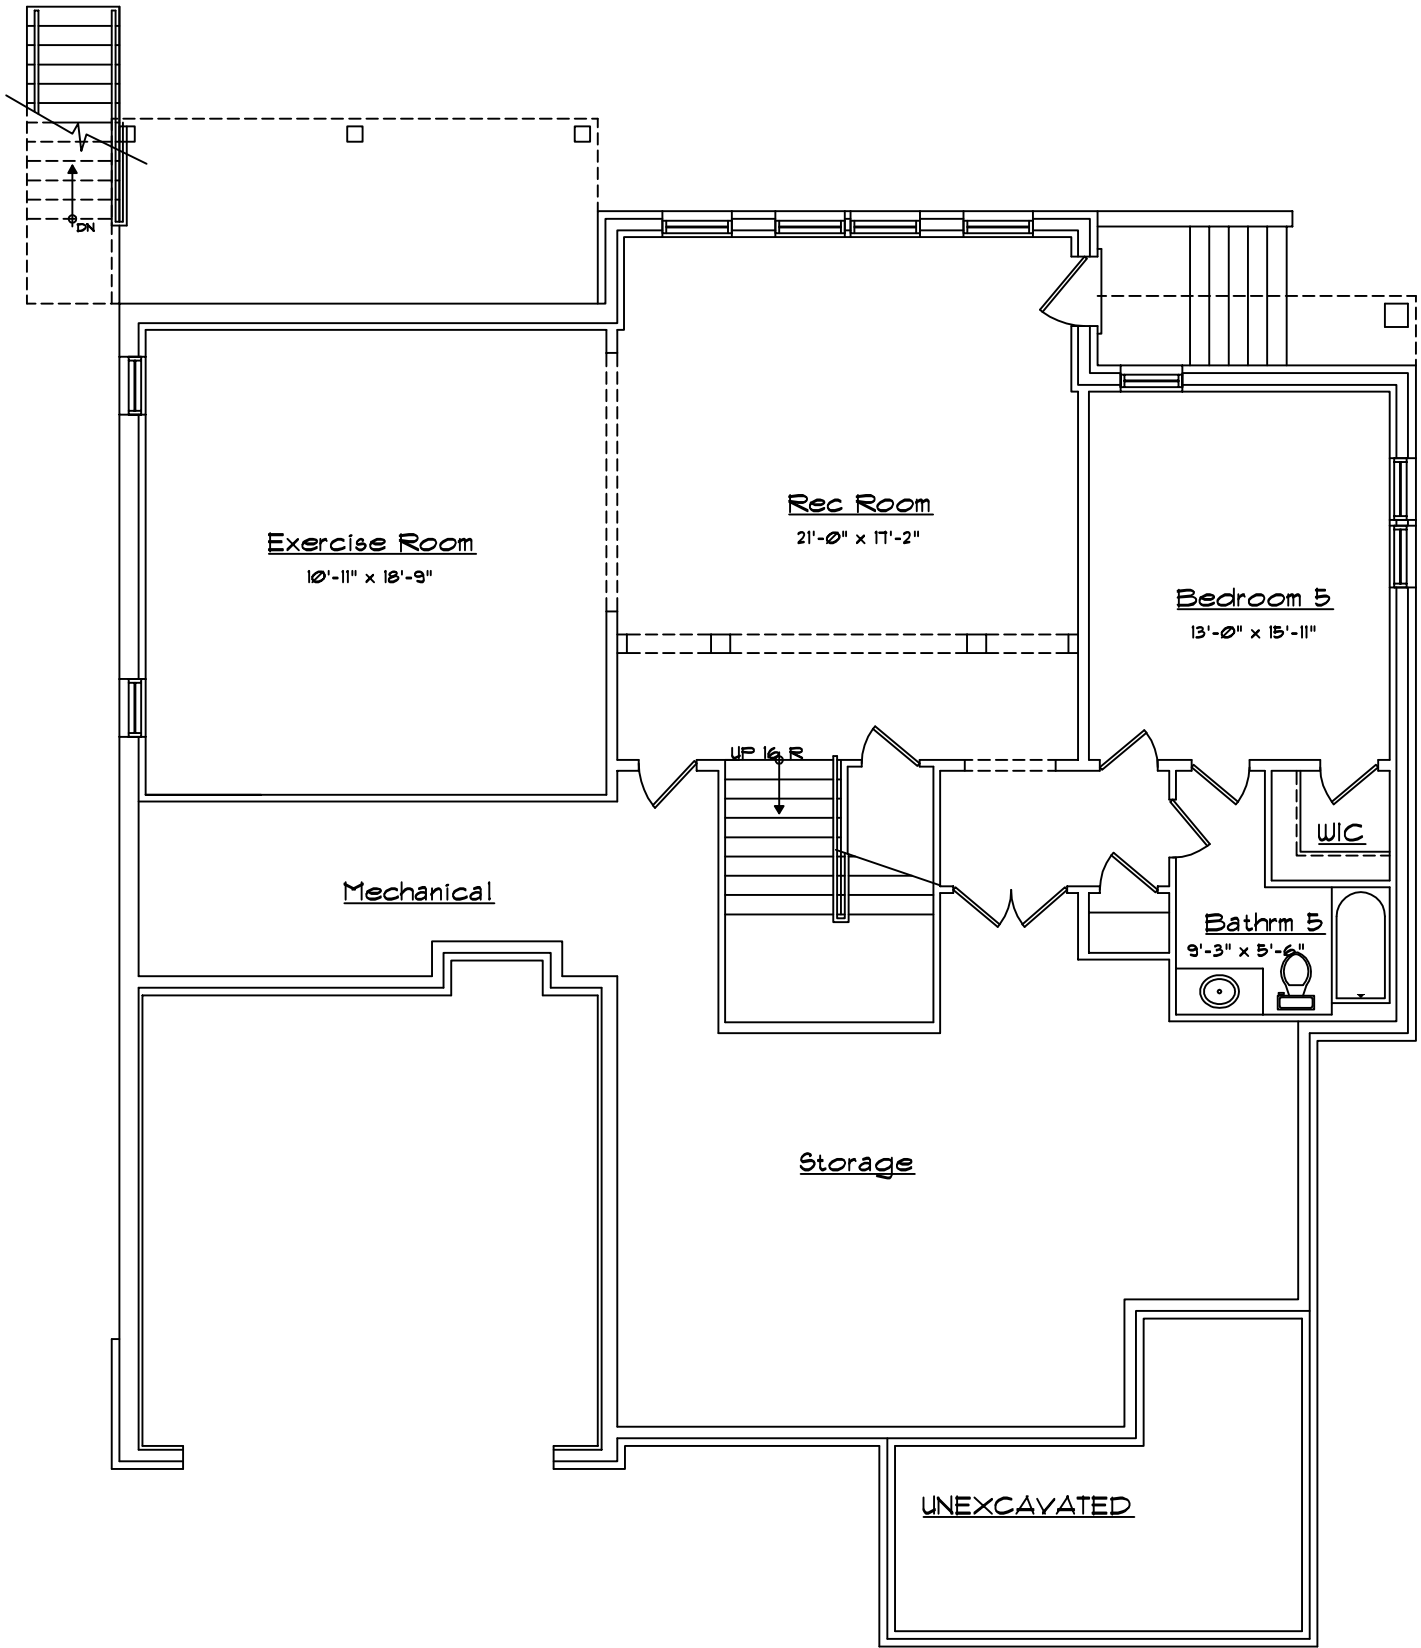 DN
Rec Room
21'-0" x 17'-2"
Exercise Room
10'-11" x 18'-9"
Bedroom 5
13'-0" x 15'-11"
UP 16 R
WIC
Mechanical
Bathrm 5
9'-3" x 5'-6"
Storage
UNEXCAVATED